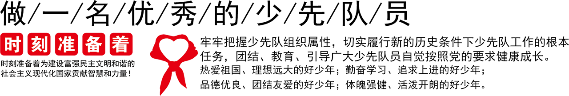 做/一/名/优/秀/的/少/先/队/员
时刻准备着
时刻准备着为建设富强民主文明和谐的
社会主义现代化国家贡献智慧和力量！
牢牢把握少先队组织属性，切实履行新的历史条件下少先队工作的根本
任务，团结、教育、引导广大少先队员自觉按照党的要求健康成长。
热爱祖国、理想远大的好少年；勤奋学习、追求上进的好少年；
品德优良、团结友爱的好少年；体魄强健、活泼开朗的好少年。